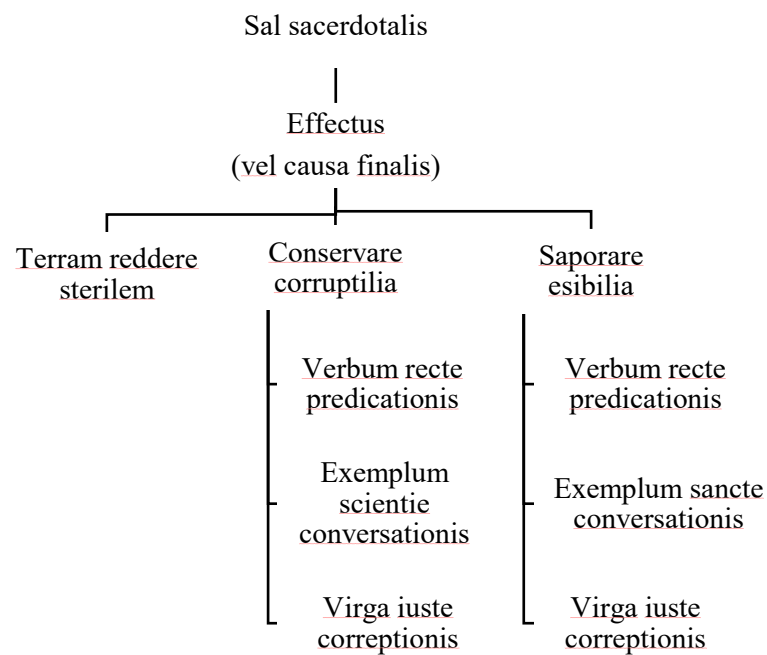 Sal sacerdotalis
Effectus
(vel causa finalis)
Terram reddere
sterilem
Conservare
corruptilia
Saporare
esibilia
Verbum recte
predicationis
Exemplum
scientie
conversationis
Virga iuste
correptionis
Verbum recte
predicationis
Exemplum sancte
conversationis
Virga iuste
correptionis